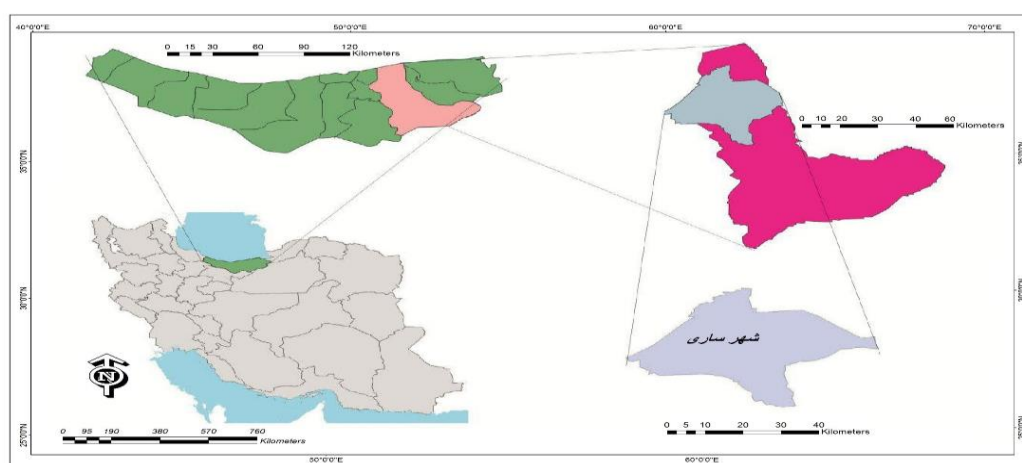 40°0'0"E 50°0'0"E 60°0'0"E 70°0'0"E
0 15 30 60 90 120
Kilometers
0 10 20 30 40 60
Kilometers
35°0'0"N
30°0'0"N
شهر ساری
N
0 95 190 380 570 760
Kilometers
0 5 10 20 30 40
Kilometers
25°0'0"N
50°0'0"E 60°0'0"E